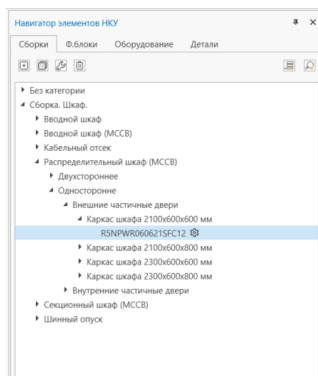 Навигатор элементов НКУ
Сборки Ф.блоки Оборудование Детали
Без категории
Сборка. Шкаф.
Вводной шкаф
Вводной шкаф (МССВ)
Кабельный отсек
Распределительный шкаф (МССВ)
Двухстороннее
Односторонне
Внешние частичные двери
Каркас шкафа 2100х600х600 мм
R5NPWR060621SFC12
Каркас шкафа 2100х600х800 мм
Каркас шкафа 2300х600х600 мм
Каркас шкафа 2300х600х800 мм
Внутренние частичные двери
Секционный шкаф (МССВ)
Шинный опуск